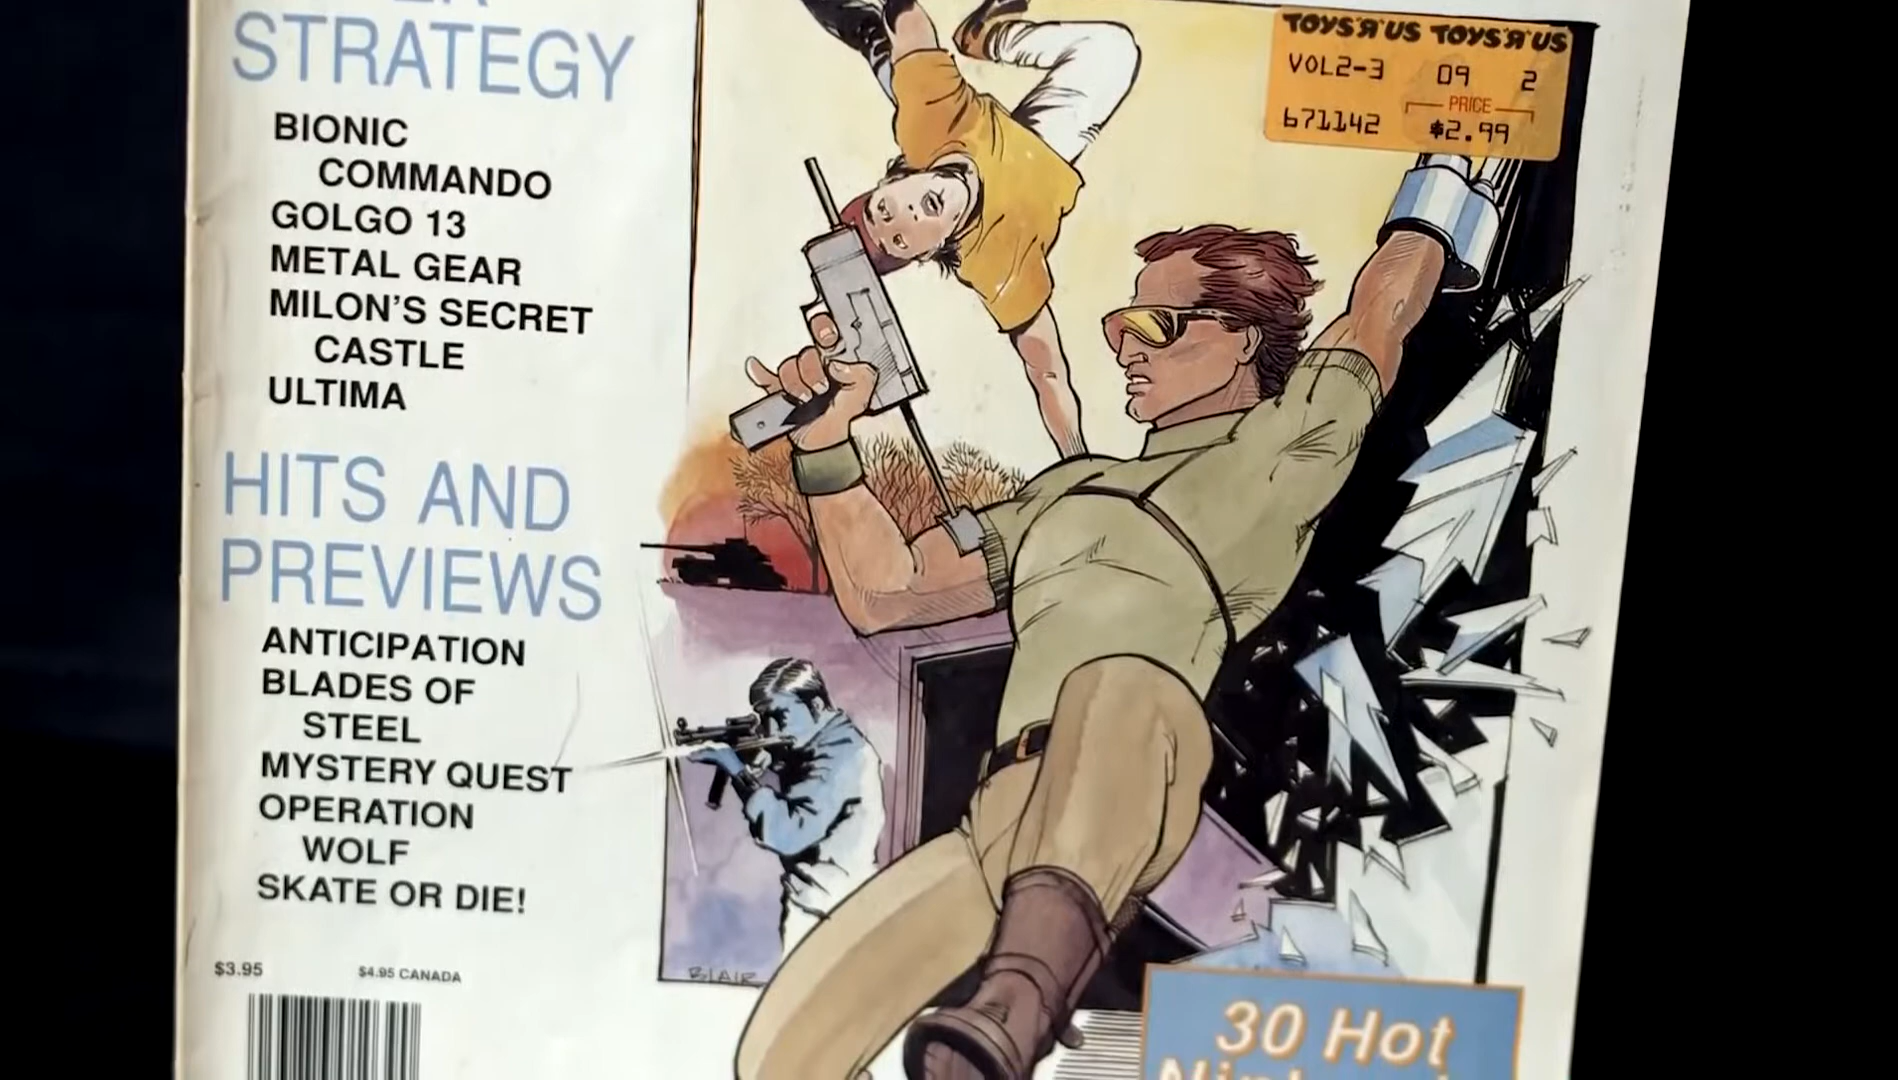 STRATEGY
BIONIC
COMMANDO
GOLGO 13
METAL GEAR
MILON'S SECRET
CASTLE
ULTIMA
HITS AND
PREVIEWS
ANTICIPATION
BLADES OF
STEEL
MYSTERY QUEST
OPERATION
WOLF
SKATE OR DIE!
$3.95 $4.95 CANADA
TOYS"R"US TOYS"R"US
VOL2-3 09 2
PRICE
671142 $2.99
BLAIR
30 Hot